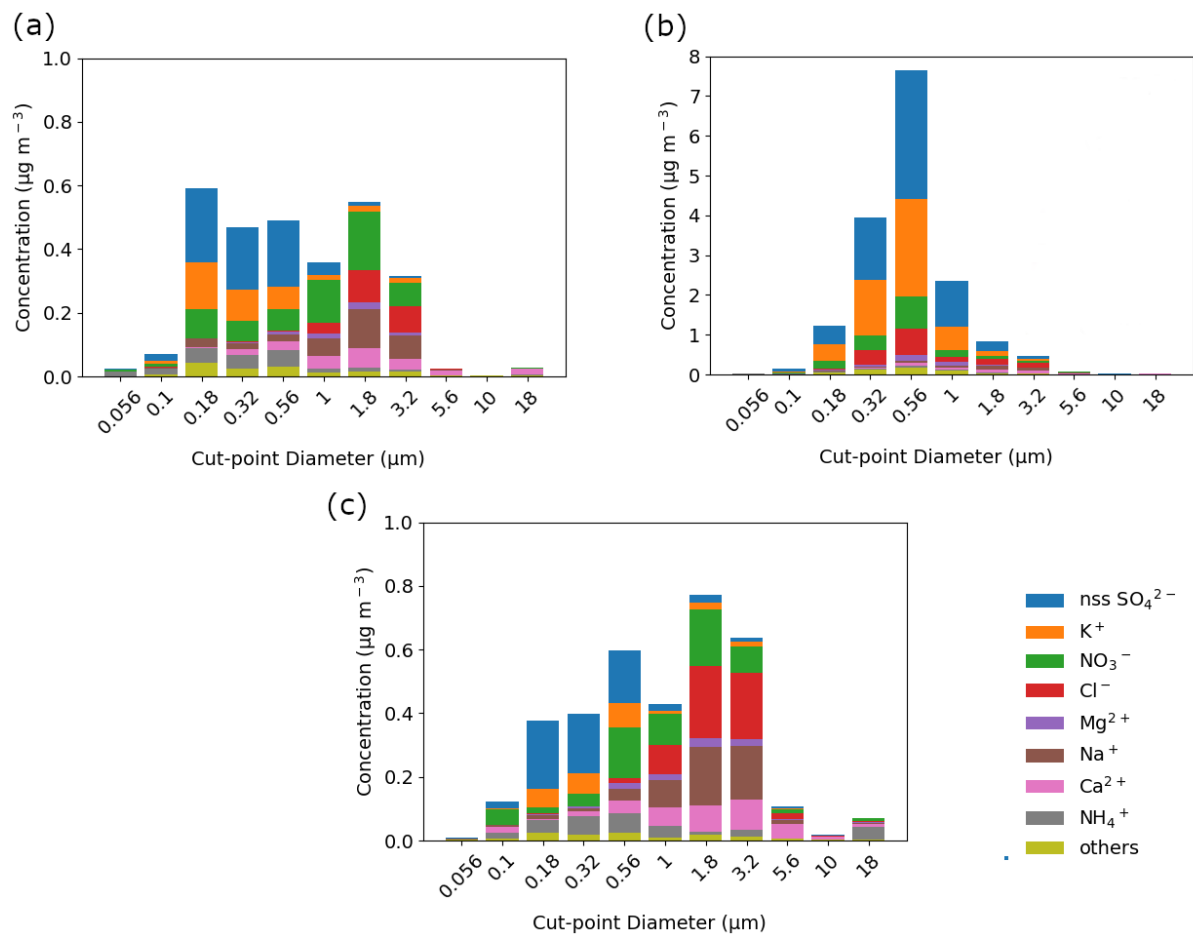 (a)
(b)
1.0
0.8
0.6
0.4
0.2
0.0
Concentration (µg m⁻³)
0.056 0.1 0.18 0.32 0.56 1 1.8 3.2 5.6 10 18
Cut-point Diameter (µm)
8
7
6
5
4
3
2
1
0
Concentration (µg m⁻³)
0.056 0.1 0.18 0.32 0.56 1 1.8 3.2 5.6 10 18
Cut-point Diameter (µm)
(c)
1.0
0.8
0.6
0.4
0.2
0.0
Concentration (µg m⁻³)
0.056 0.1 0.18 0.32 0.56 1 1.8 3.2 5.6 10 18
Cut-point Diameter (µm)
nss SO₄²⁻
K⁺
NO₃⁻
Cl⁻
Mg²⁺
Na⁺
Ca²⁺
NH₄⁺
others